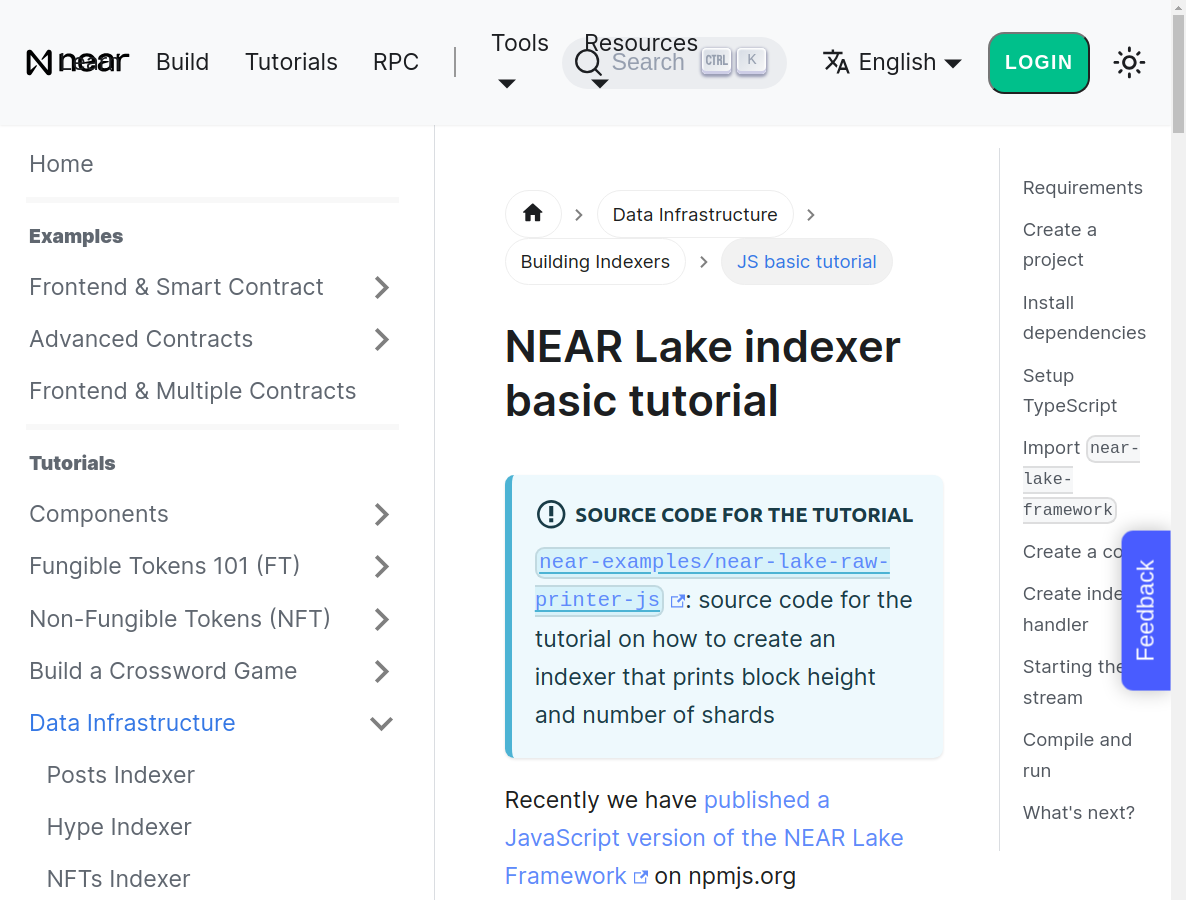 near
Learn
Build
Tutorials
RPC
Tools
Resources
Search
CTRL
K
English
LOGIN
Home
Examples
Frontend & Smart Contract
Advanced Contracts
Frontend & Multiple Contracts
Tutorials
Components
Fungible Tokens 101 (FT)
Non-Fungible Tokens (NFT)
Build a Crossword Game
Data Infrastructure
Posts Indexer
Hype Indexer
NFTs Indexer
Data Infrastructure
Building Indexers
JS basic tutorial
NEAR Lake indexer
basic tutorial
SOURCE CODE FOR THE TUTORIAL
near-examples/near-lake-raw-
printer-js : source code for the
tutorial on how to create an
indexer that prints block height
and number of shards
Recently we have published a
JavaScript version of the NEAR Lake
Framework on npmjs.org
Requirements
Create a
project
Install
dependencies
Setup
TypeScript
Import near-
lake-
framework
Create a co
Create inde
handler
Starting the
stream
Compile and
run
What's next?
Feedback